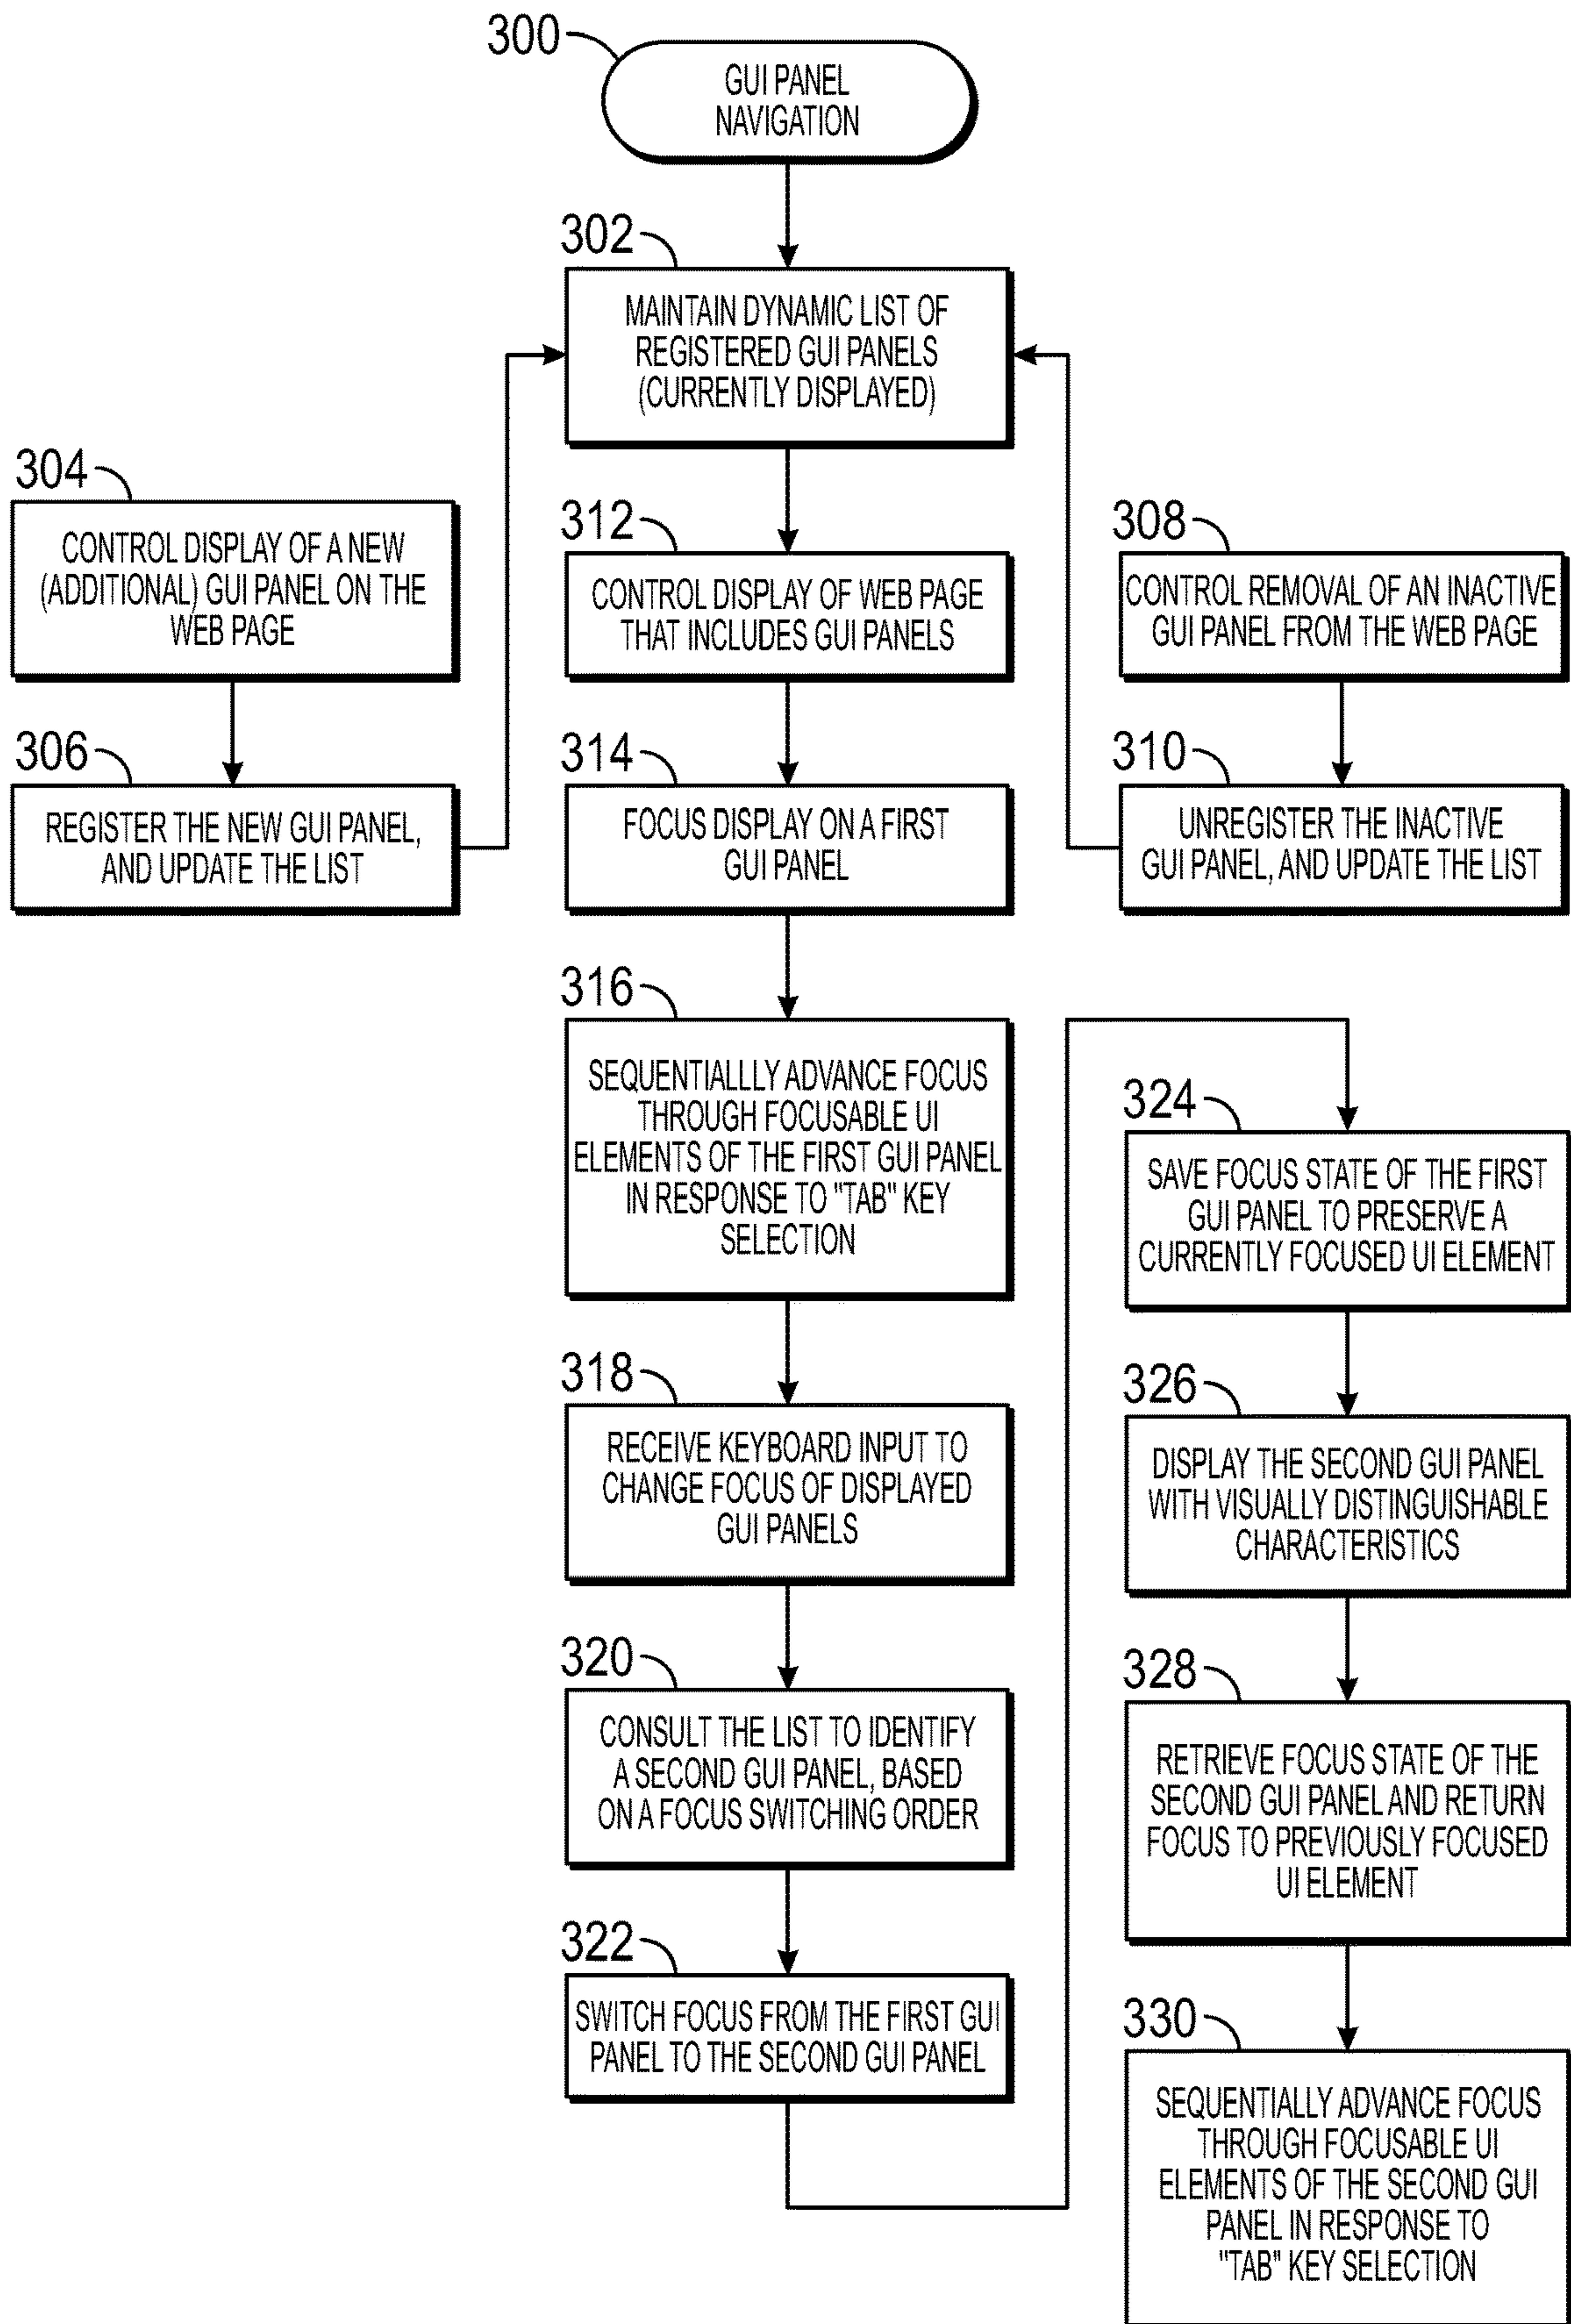 300
GUI PANEL
NAVIGATION
302
MAINTAIN DYNAMIC LIST OF
REGISTERED GUI PANELS
(CURRENTLY DISPLAYED)
304
CONTROL DISPLAY OF A NEW
(ADDITIONAL) GUI PANEL ON THE
WEB PAGE
306
REGISTER THE NEW GUI PANEL,
AND UPDATE THE LIST
308
CONTROL REMOVAL OF AN INACTIVE
GUI PANEL FROM THE WEB PAGE
310
UNREGISTER THE INACTIVE
GUI PANEL, AND UPDATE THE LIST
312
CONTROL DISPLAY OF WEB PAGE
THAT INCLUDES GUI PANELS
314
FOCUS DISPLAY ON A FIRST
GUI PANEL
316
SEQUENTIALLLY ADVANCE FOCUS
THROUGH FOCUSABLE UI
ELEMENTS OF THE FIRST GUI PANEL
IN RESPONSE TO "TAB" KEY
SELECTION
318
RECEIVE KEYBOARD INPUT TO
CHANGE FOCUS OF DISPLAYED
GUI PANELS
320
CONSULT THE LIST TO IDENTIFY
A SECOND GUI PANEL, BASED
ON A FOCUS SWITCHING ORDER
322
SWITCH FOCUS FROM THE FIRST GUI
PANEL TO THE SECOND GUI PANEL
324
SAVE FOCUS STATE OF THE FIRST
GUI PANEL TO PRESERVE A
CURRENTLY FOCUSED UI ELEMENT
326
DISPLAY THE SECOND GUI PANEL
WITH VISUALLY DISTINGUISHABLE
CHARACTERISTICS
328
RETRIEVE FOCUS STATE OF THE
SECOND GUI PANEL AND RETURN
FOCUS TO PREVIOUSLY FOCUSED
UI ELEMENT
330
SEQUENTIALLY ADVANCE FOCUS
THROUGH FOCUSABLE UI
ELEMENTS OF THE SECOND GUI
PANEL IN RESPONSE TO
"TAB" KEY SELECTION